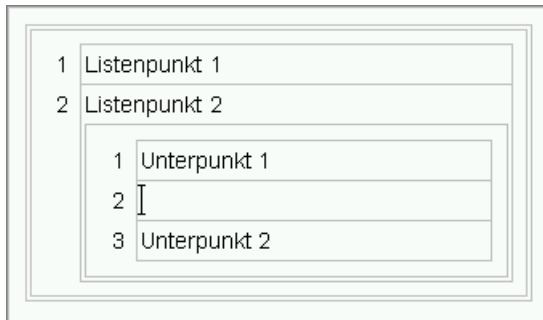 1 Listenpunkt 1
2 Listenpunkt 2
1 Unterpunkt 1
2
3 Unterpunkt 2